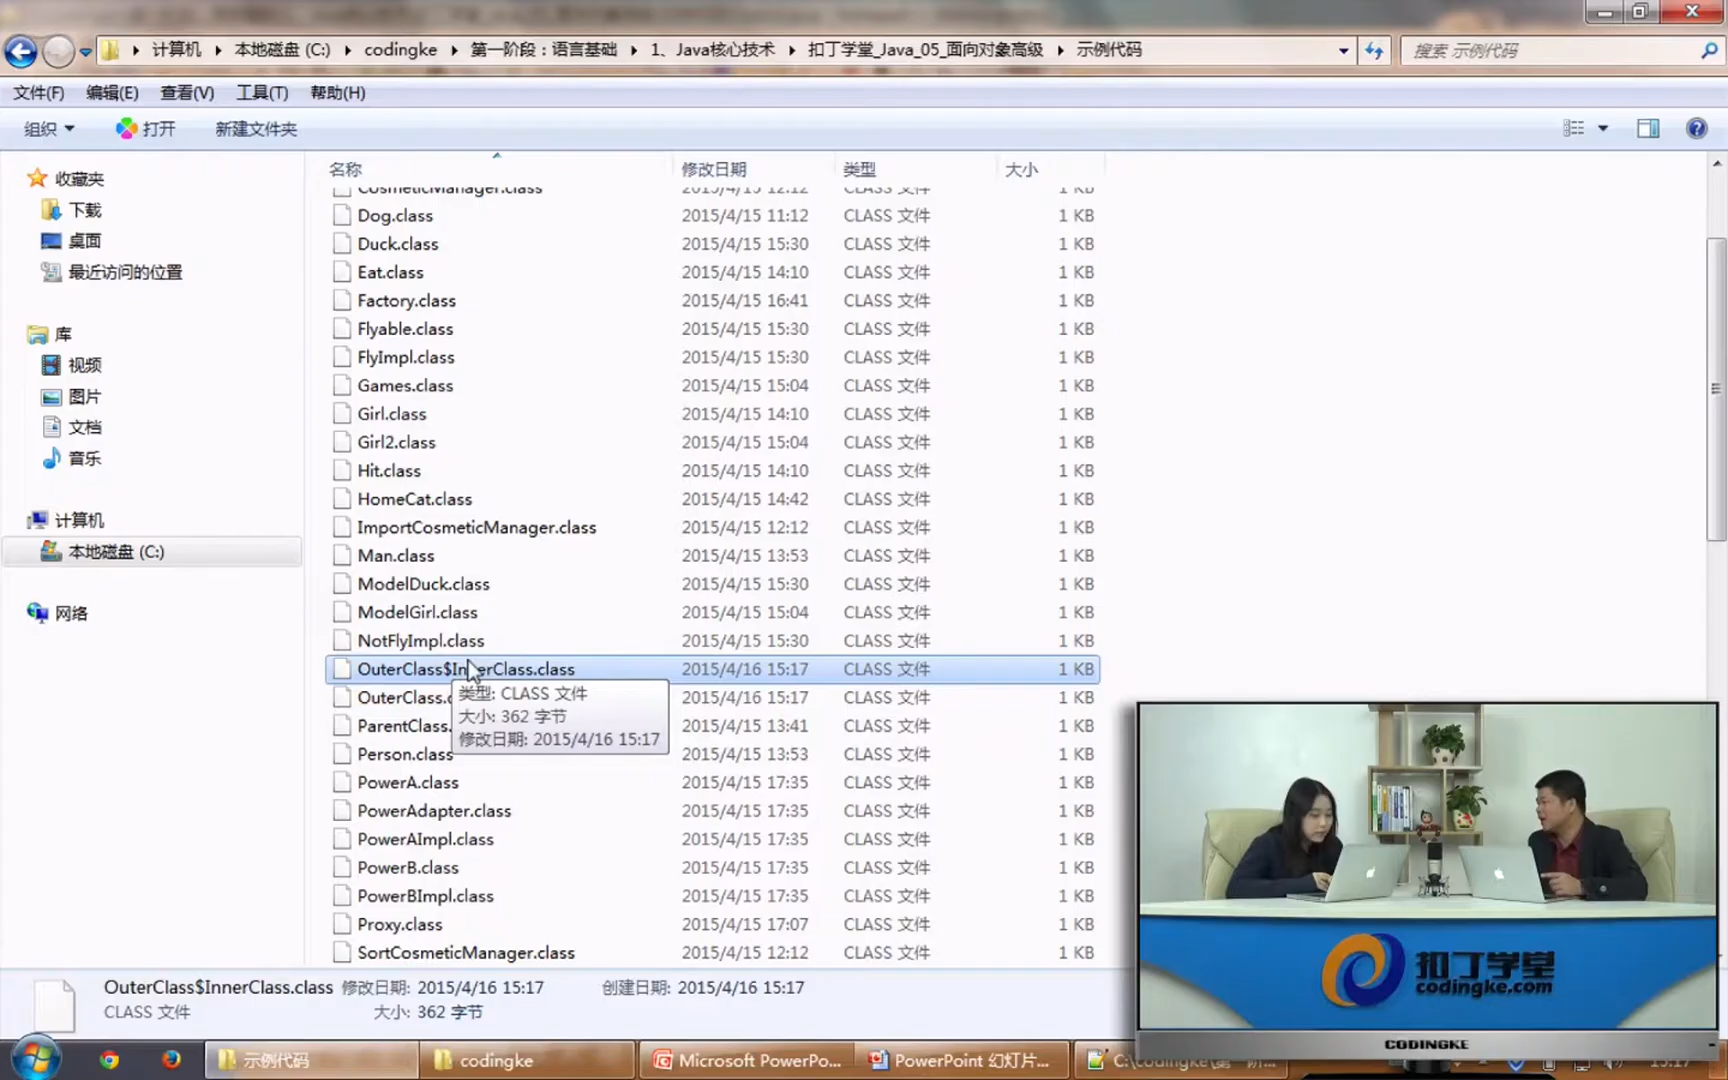 计算机 本地磁盘 (C:) codingke 第一阶段：语言基础 1、Java核心技术 扣丁学堂_Java_05_面向对象高级 示例代码
搜索 示例代码
文件(F) 编辑(E) 查看(V) 工具(T) 帮助(H)
组织 打开 新建文件夹
收藏夹
下载
桌面
最近访问的位置
库
视频
图片
文档
音乐
计算机
本地磁盘 (C:)
网络
名称 修改日期 类型 大小
CosmeticManager.class 2015/4/15 12:12 CLASS 文件 1 KB
Dog.class 2015/4/15 11:12 CLASS 文件 1 KB
Duck.class 2015/4/15 15:30 CLASS 文件 1 KB
Eat.class 2015/4/15 14:10 CLASS 文件 1 KB
Factory.class 2015/4/15 16:41 CLASS 文件 1 KB
Flyable.class 2015/4/15 15:30 CLASS 文件 1 KB
FlyImpl.class 2015/4/15 15:30 CLASS 文件 1 KB
Games.class 2015/4/15 15:04 CLASS 文件 1 KB
Girl.class 2015/4/15 14:10 CLASS 文件 1 KB
Girl2.class 2015/4/15 15:04 CLASS 文件 1 KB
Hit.class 2015/4/15 14:10 CLASS 文件 1 KB
HomeCat.class 2015/4/15 14:42 CLASS 文件 1 KB
ImportCosmeticManager.class 2015/4/15 12:12 CLASS 文件 1 KB
Man.class 2015/4/15 13:53 CLASS 文件 1 KB
ModelDuck.class 2015/4/15 15:30 CLASS 文件 1 KB
ModelGirl.class 2015/4/15 15:04 CLASS 文件 1 KB
NotFlyImpl.class 2015/4/15 15:30 CLASS 文件 1 KB
OuterClass$InnerClass.class 2015/4/16 15:17 CLASS 文件 1 KB
OuterClass.c 2015/4/16 15:17 CLASS 文件 1 KB
ParentClass. 2015/4/15 13:41 CLASS 文件 1 KB
Person.class 2015/4/15 13:53 CLASS 文件 1 KB
PowerA.class 2015/4/15 17:35 CLASS 文件 1 KB
PowerAdapter.class 2015/4/15 17:35 CLASS 文件 1 KB
PowerAImpl.class 2015/4/15 17:35 CLASS 文件 1 KB
PowerB.class 2015/4/15 17:35 CLASS 文件 1 KB
PowerBImpl.class 2015/4/15 17:35 CLASS 文件 1 KB
Proxy.class 2015/4/15 17:07 CLASS 文件 1 KB
SortCosmeticManager.class 2015/4/15 12:12 CLASS 文件 1 KB
类型: CLASS 文件
大小: 362 字节
修改日期: 2015/4/16 15:17
OuterClass$InnerClass.class 修改日期: 2015/4/16 15:17 创建日期: 2015/4/16 15:17
CLASS 文件 大小: 362 字节
扣丁学堂
codingke.com
CODINGKE
示例代码 codingke Microsoft PowerPo... PowerPoint 幻灯片... C:\codingke\第一阶... 15:17